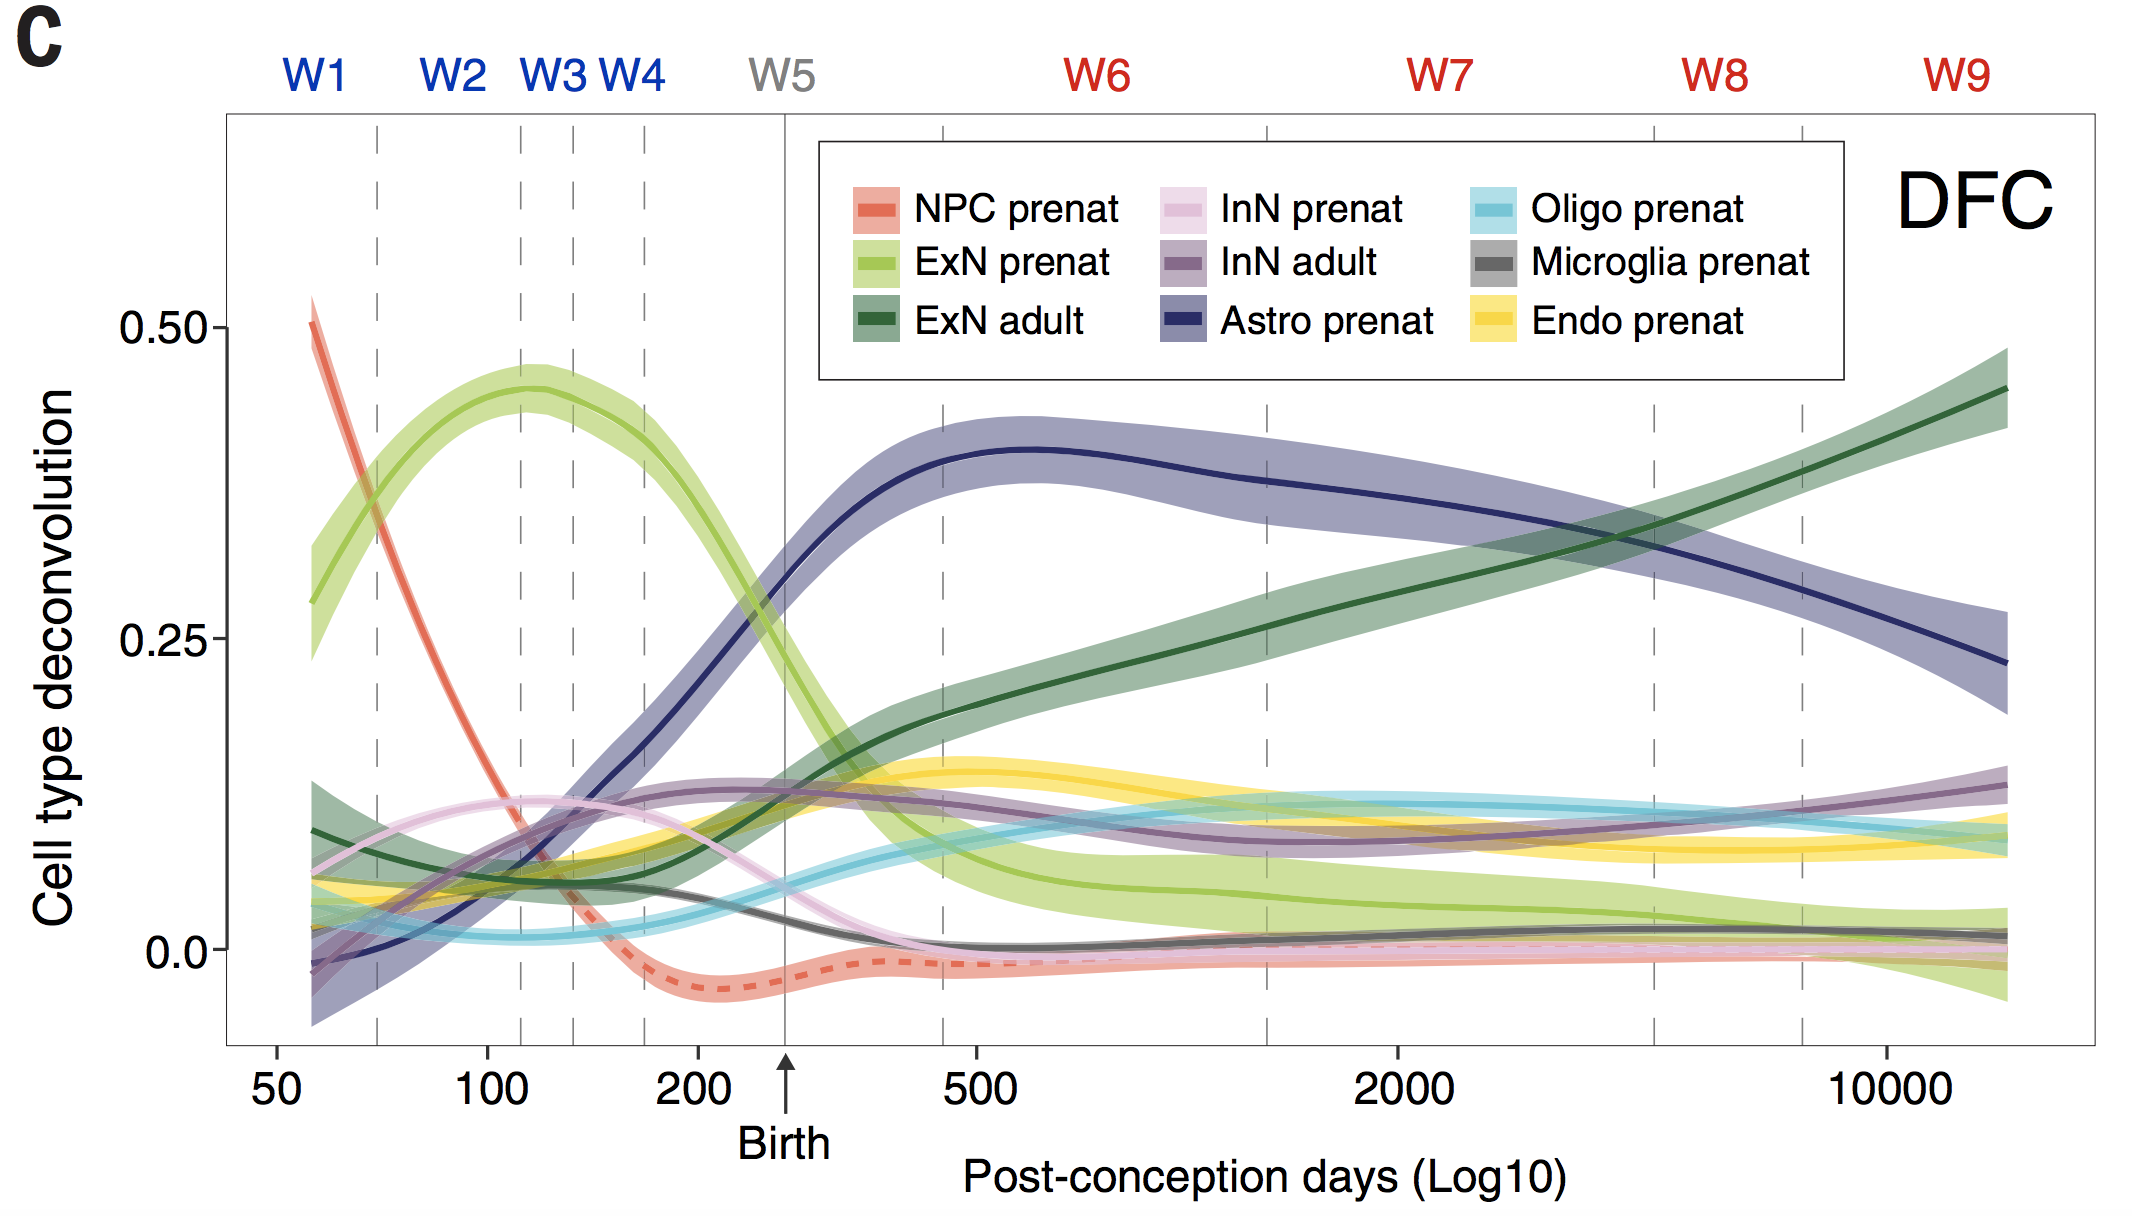 C
W1 W2 W3 W4 W5 W6 W7 W8 W9
DFC
NPC prenat
ExN prenat
ExN adult
InN prenat
InN adult
Astro prenat
Oligo prenat
Microglia prenat
Endo prenat
Cell type deconvolution
0.50
0.25
0.0
50 100 200 500 2000 10000
Birth
Post-conception days (Log10)